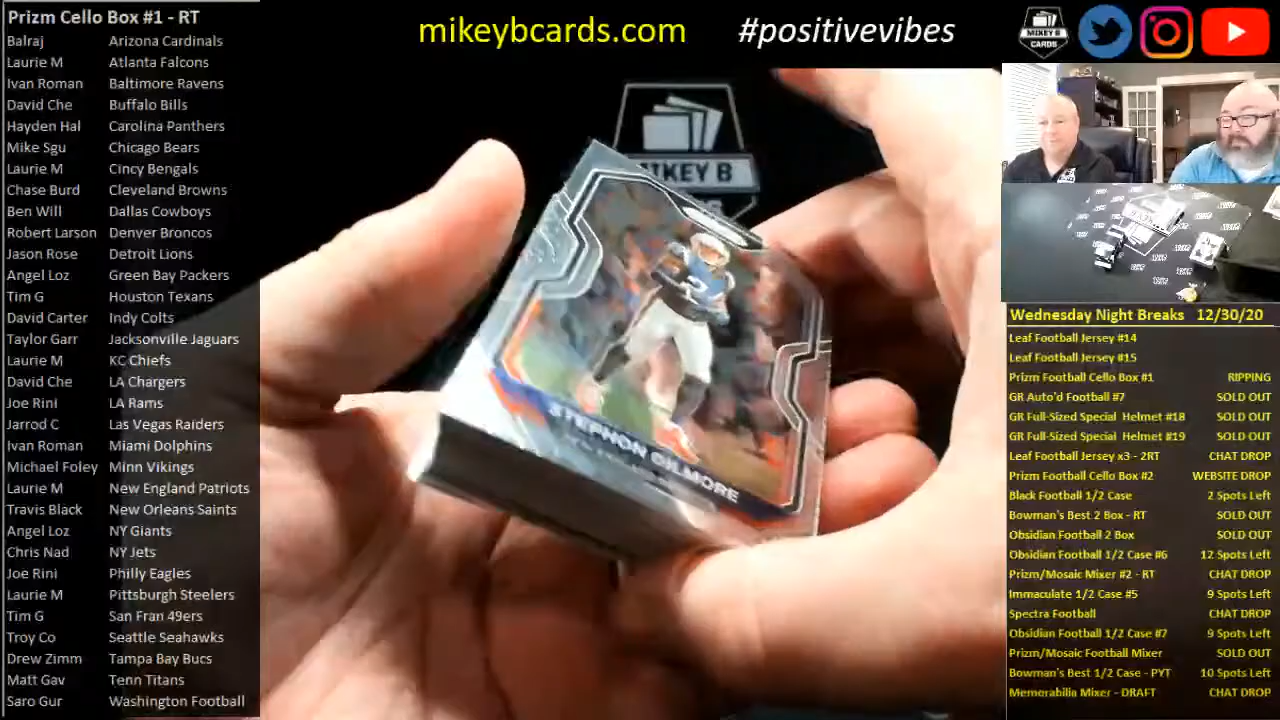 Prizm Cello Box #1 - RT
Balraj Arizona Cardinals
Laurie M Atlanta Falcons
Ivan Roman Baltimore Ravens
David Che Buffalo Bills
Hayden Hal Carolina Panthers
Mike Sgu Chicago Bears
Laurie M Cincy Bengals
Chase Burd Cleveland Browns
Ben Will Dallas Cowboys
Robert Larson Denver Broncos
Jason Rose Detroit Lions
Angel Loz Green Bay Packers
Tim G Houston Texans
David Carter Indy Colts
Taylor Garr Jacksonville Jaguars
Laurie M KC Chiefs
David Che LA Chargers
Joe Rini LA Rams
Jarrod C Las Vegas Raiders
Ivan Roman Miami Dolphins
Michael Foley Minn Vikings
Laurie M New England Patriots
Travis Black New Orleans Saints
Angel Loz NY Giants
Chris Nad NY Jets
Joe Rini Philly Eagles
Laurie M Pittsburgh Steelers
Tim G San Fran 49ers
Troy Co Seattle Seahawks
Drew Zimm Tampa Bay Bucs
Matt Gav Tenn Titans
Saro Gur Washington Football
mikeybcards.com #positivevibes
MIKEY B
CARDS
MIKEY B
STEPHON GILMORE
Wednesday Night Breaks 12/30/20
Leaf Football Jersey #14
Leaf Football Jersey #15
Prizm Football Cello Box #1 RIPPING
GR Auto'd Football #7 SOLD OUT
GR Full-Sized Special Helmet #18 SOLD OUT
GR Full-Sized Special Helmet #19 SOLD OUT
Leaf Football Jersey x3 - 2RT CHAT DROP
Prizm Football Cello Box #2 WEBSITE DROP
Black Football 1/2 Case 2 Spots Left
Bowman's Best 2 Box - RT SOLD OUT
Obsidian Football 2 Box SOLD OUT
Obsidian Football 1/2 Case #6 12 Spots Left
Prizm/Mosaic Mixer #2 - RT CHAT DROP
Immaculate 1/2 Case #5 9 Spots Left
Spectra Football CHAT DROP
Obsidian Football 1/2 Case #7 9 Spots Left
Prizm/Mosaic Football Mixer SOLD OUT
Bowman's Best 1/2 Case - PYT 10 Spots Left
Memorabilia Mixer - DRAFT CHAT DROP